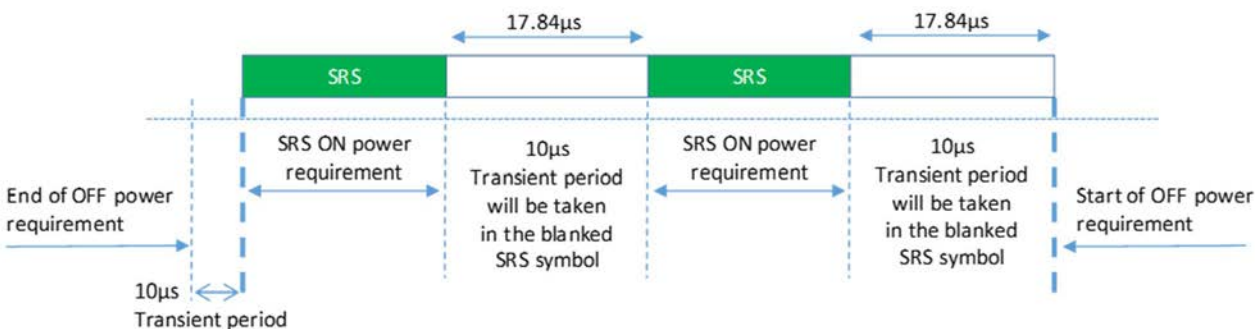 17.84µs
17.84µs
SRS
SRS
SRS ON power
requirement
10µs
Transient period
will be taken
in the blanked
SRS symbol
SRS ON power
requirement
10µs
Transient period
will be taken
in the blanked
SRS symbol
End of OFF power
requirement
Start of OFF power
requirement
10µs
Transient period